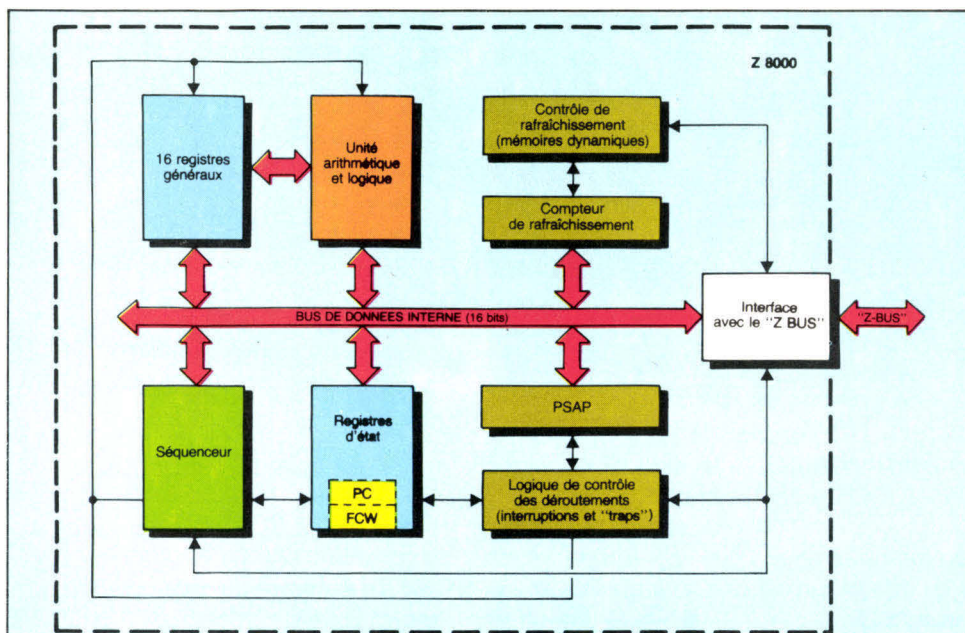 Z 8000
16 registres
généraux
Unité
arithmétique
et logique
Contrôle de
rafraîchissement
(mémoires dynamiques)
Compteur
de rafraîchissement
BUS DE DONNEES INTERNE (16 bits)
Interface
avec le "Z BUS"
"Z-BUS"
Séquenceur
Registres
d'état
PC
FCW
PSAP
Logique de contrôle
des déroutements
(interruptions et "traps")